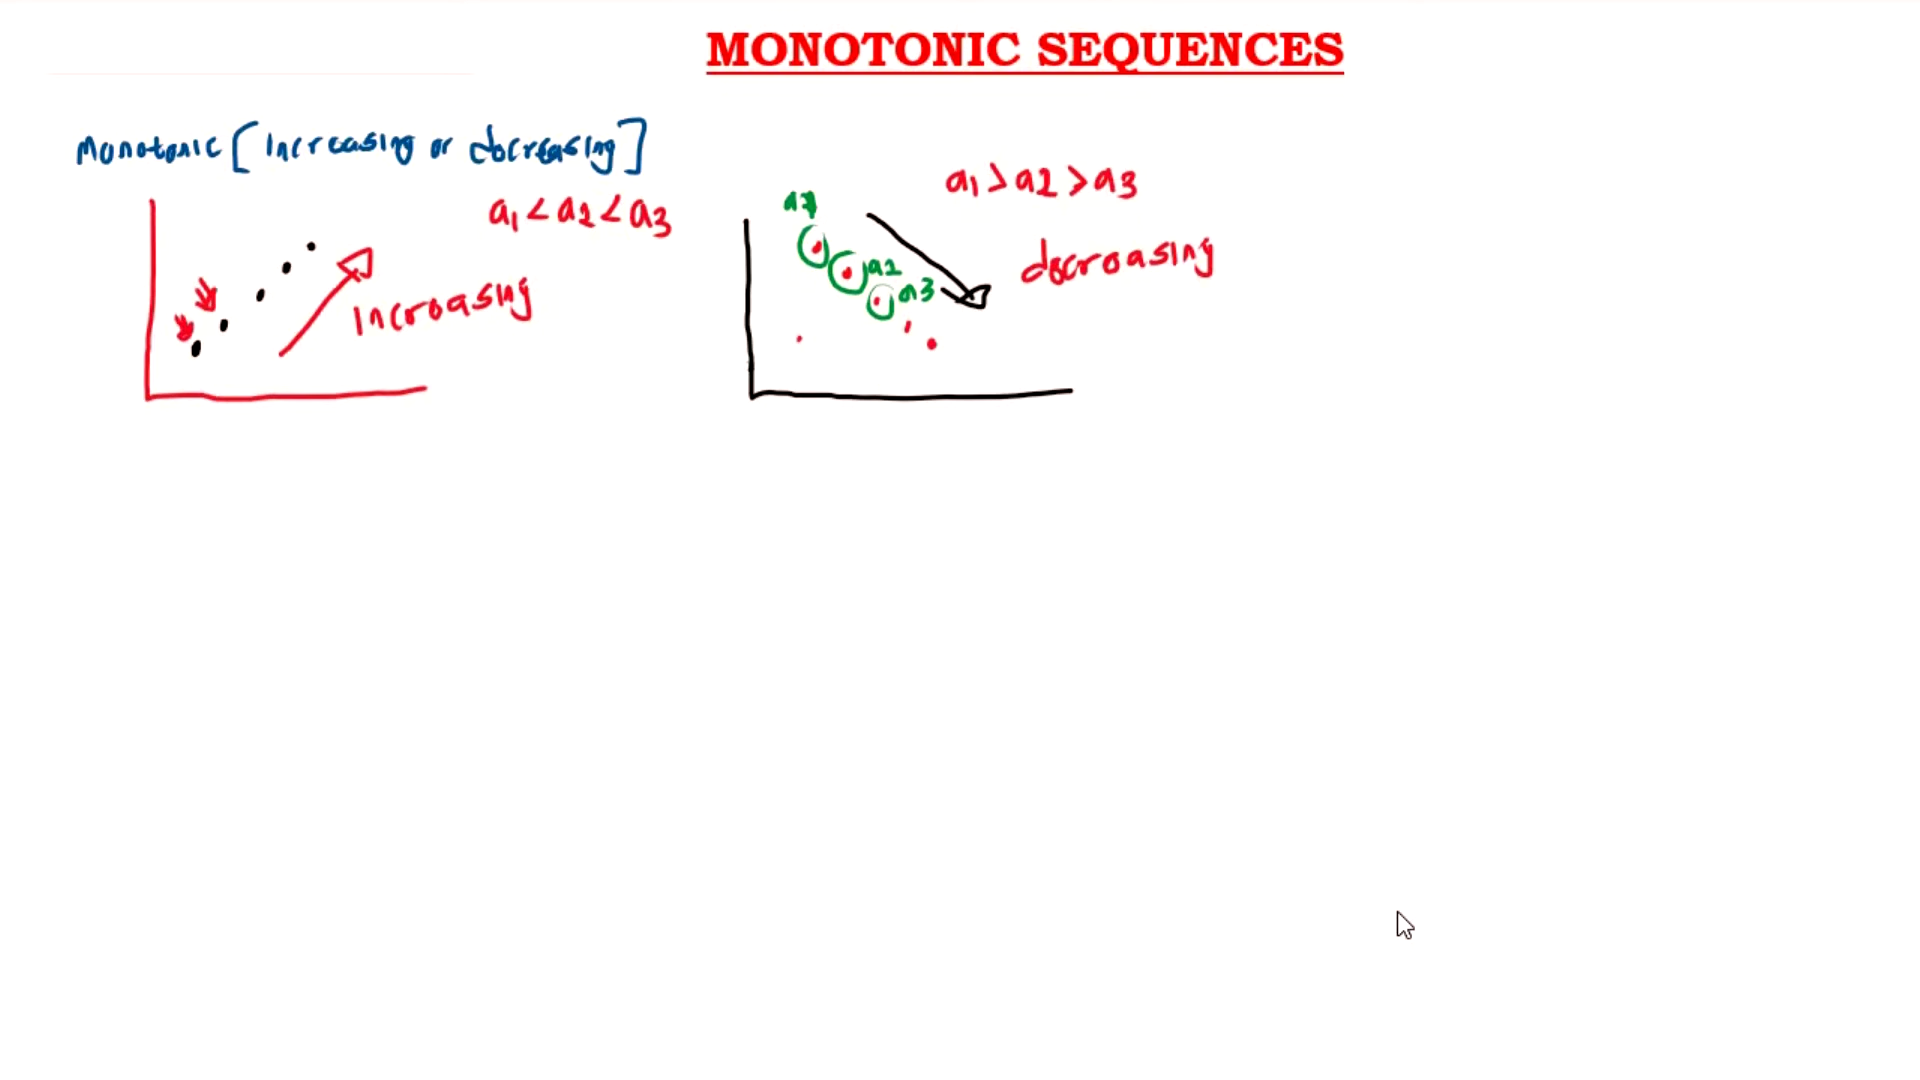 MONOTONIC SEQUENCES
Monotonic [increasing or decreasing]
a1 < a2 < a3
increasing
a1 > a2 > a3
decreasing
a1
a2
a3